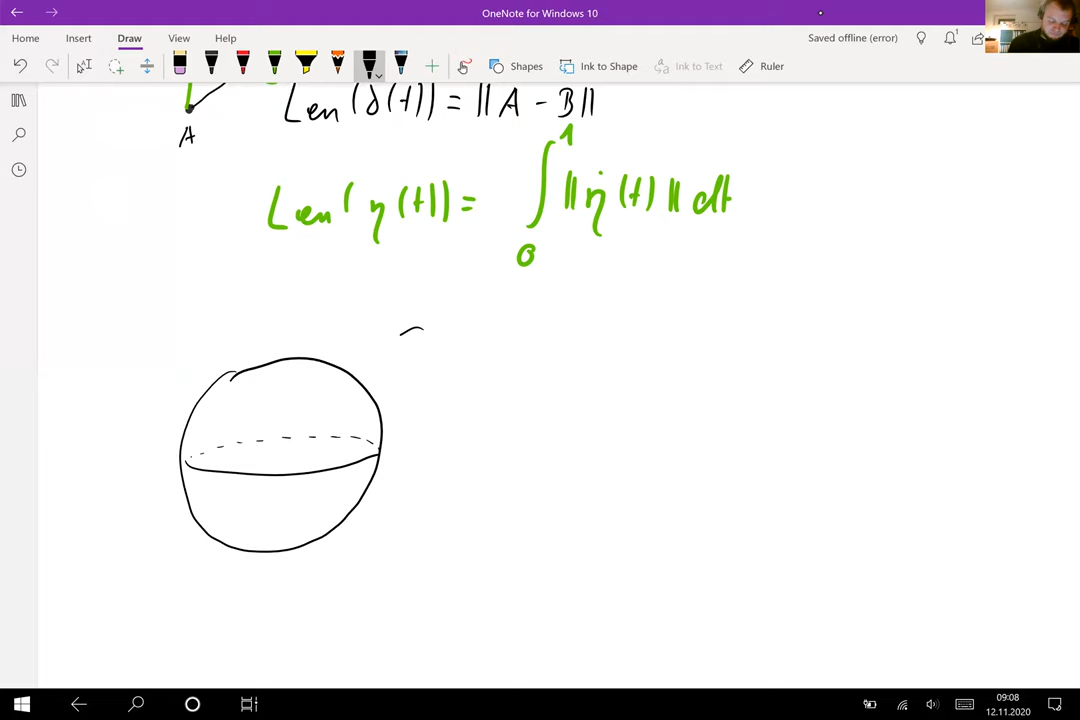 OneNote for Windows 10
Home Insert Draw View Help Saved offline (error)
Shapes Ink to Shape Ink to Text Ruler
Len(γ(t)) = ||A - B||
A
Len(η(t)) = ∫₀¹ ||η̇(t)|| dt
09:08
12.11.2020